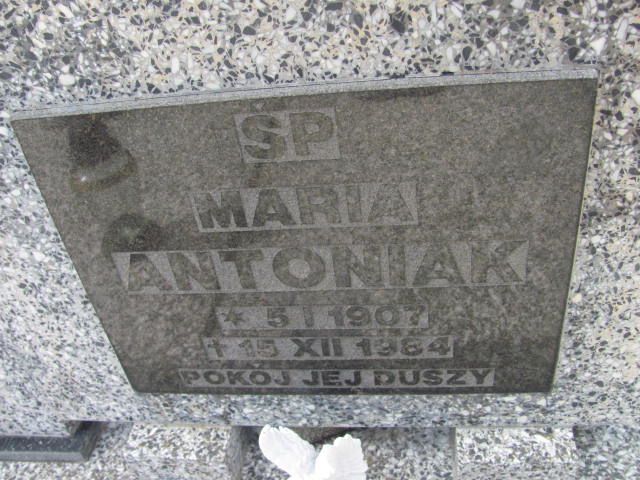 ŚP
MARIA
ANTONIAK
* 5 I 1907
† 15 XII 1984
POKÓJ JEJ DUSZY